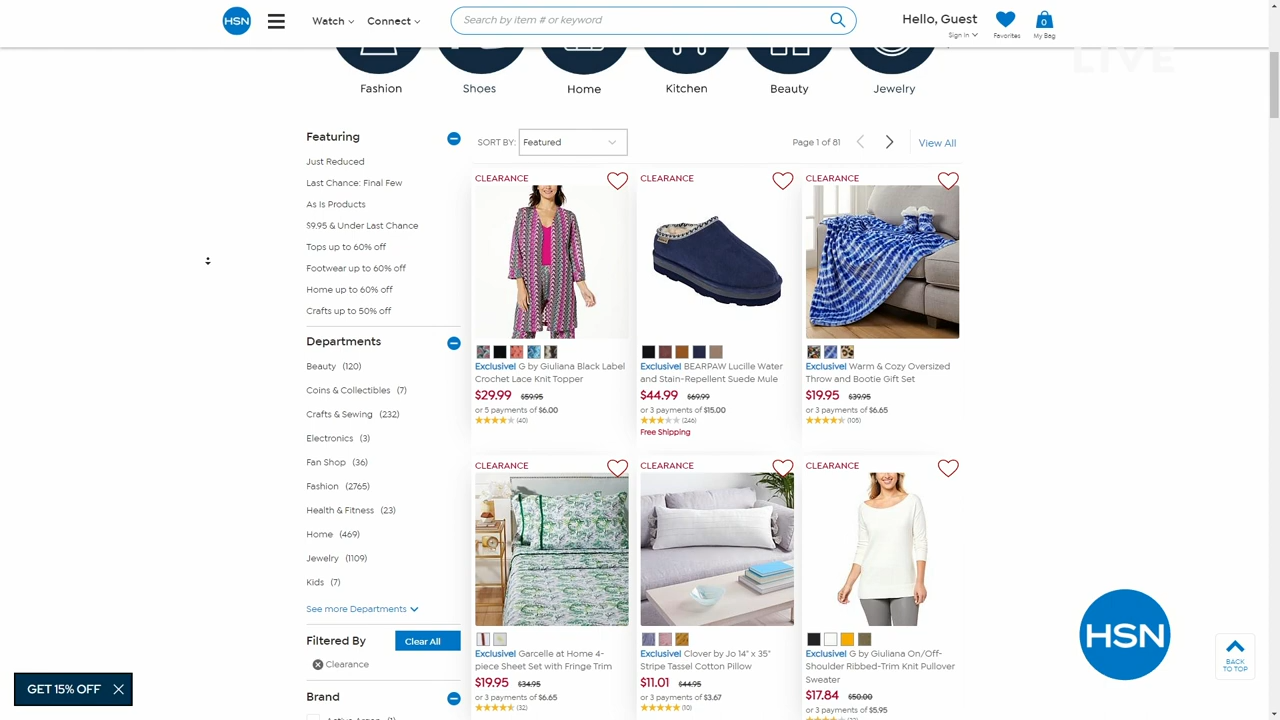 HSN
Watch
Connect
Search by item # or keyword
Hello, Guest
Sign In
Favorites
0
My Bag
LIVE
Fashion
Shoes
Home
Kitchen
Beauty
Jewelry
Featuring
Just Reduced
Last Chance: Final Few
As Is Products
$9.95 & Under Last Chance
Tops up to 60% off
Footwear up to 60% off
Home up to 60% off
Crafts up to 50% off
Departments
Beauty (120)
Coins & Collectibles (7)
Crafts & Sewing (232)
Electronics (3)
Fan Shop (36)
Fashion (2765)
Health & Fitness (23)
Home (469)
Jewelry (1109)
Kids (7)
See more Departments
Filtered By
Clear All
Clearance
Brand
SORT BY:
Featured
Page 1 of 81
View All
CLEARANCE
Exclusive! G by Giuliana Black Label
Crochet Lace Knit Topper
$29.99 $59.95
or 5 payments of $6.00
(40)
CLEARANCE
Exclusive! BEARPAW Lucille Water
and Stain-Repellent Suede Mule
$44.99 $69.99
or 3 payments of $15.00
(246)
Free Shipping
CLEARANCE
Exclusive! Warm & Cozy Oversized
Throw and Bootie Gift Set
$19.95 $39.95
or 3 payments of $6.65
(105)
CLEARANCE
Exclusive! Garcelle at Home 4-
piece Sheet Set with Fringe Trim
$19.95 $34.95
or 3 payments of $6.65
(32)
CLEARANCE
Exclusive! Clover by Jo 14" x 35"
Stripe Tassel Cotton Pillow
$11.01 $44.95
or 3 payments of $3.67
(10)
CLEARANCE
Exclusive! G by Giuliana On/Off-
Shoulder Ribbed-Trim Knit Pullover
Sweater
$17.84 $50.00
or 3 payments of $5.95
GET 15% OFF
HSN
BACK
TO TOP